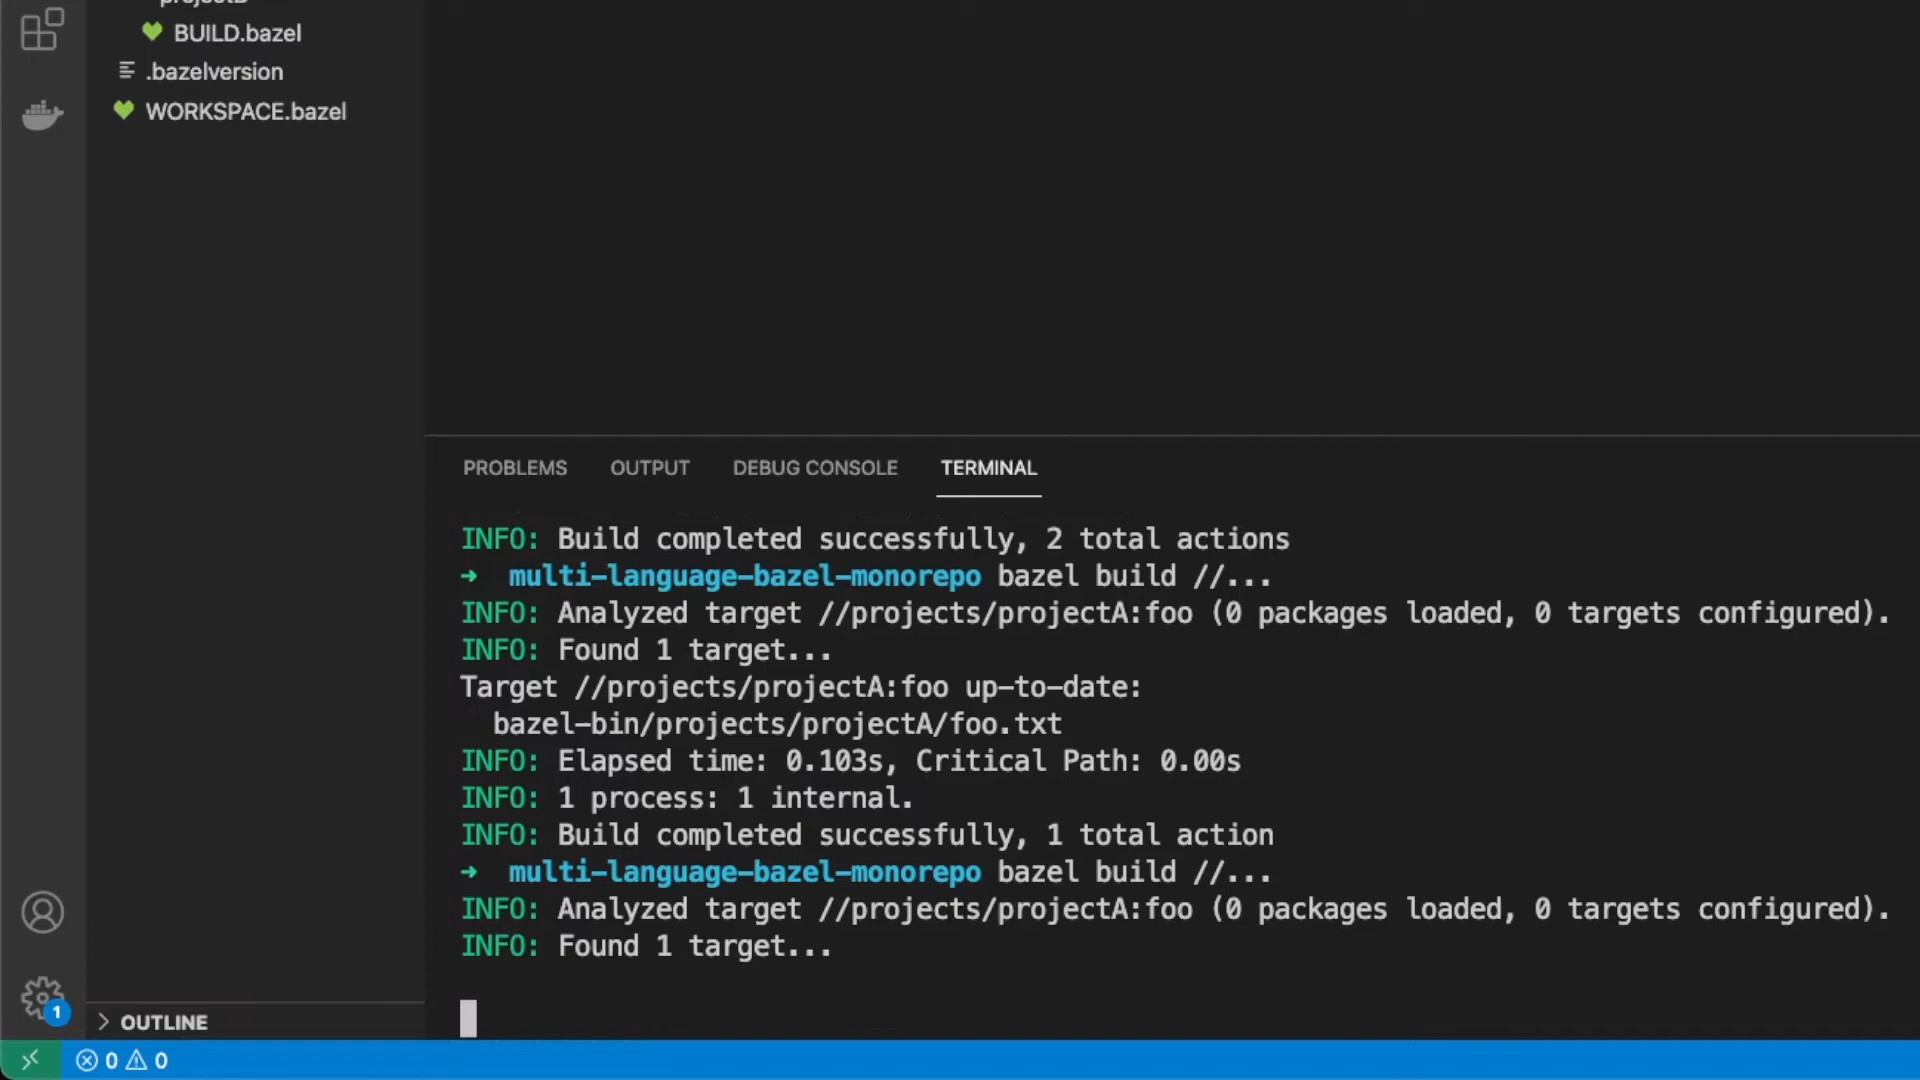 BUILD.bazel
.bazelversion
WORKSPACE.bazel
PROBLEMS OUTPUT DEBUG CONSOLE TERMINAL
INFO: Build completed successfully, 2 total actions
➜ multi-language-bazel-monorepo bazel build //...
INFO: Analyzed target //projects/projectA:foo (0 packages loaded, 0 targets configured).
INFO: Found 1 target...
Target //projects/projectA:foo up-to-date:
bazel-bin/projects/projectA/foo.txt
INFO: Elapsed time: 0.103s, Critical Path: 0.00s
INFO: 1 process: 1 internal.
INFO: Build completed successfully, 1 total action
➜ multi-language-bazel-monorepo bazel build //...
INFO: Analyzed target //projects/projectA:foo (0 packages loaded, 0 targets configured).
INFO: Found 1 target...
1
OUTLINE
0 0